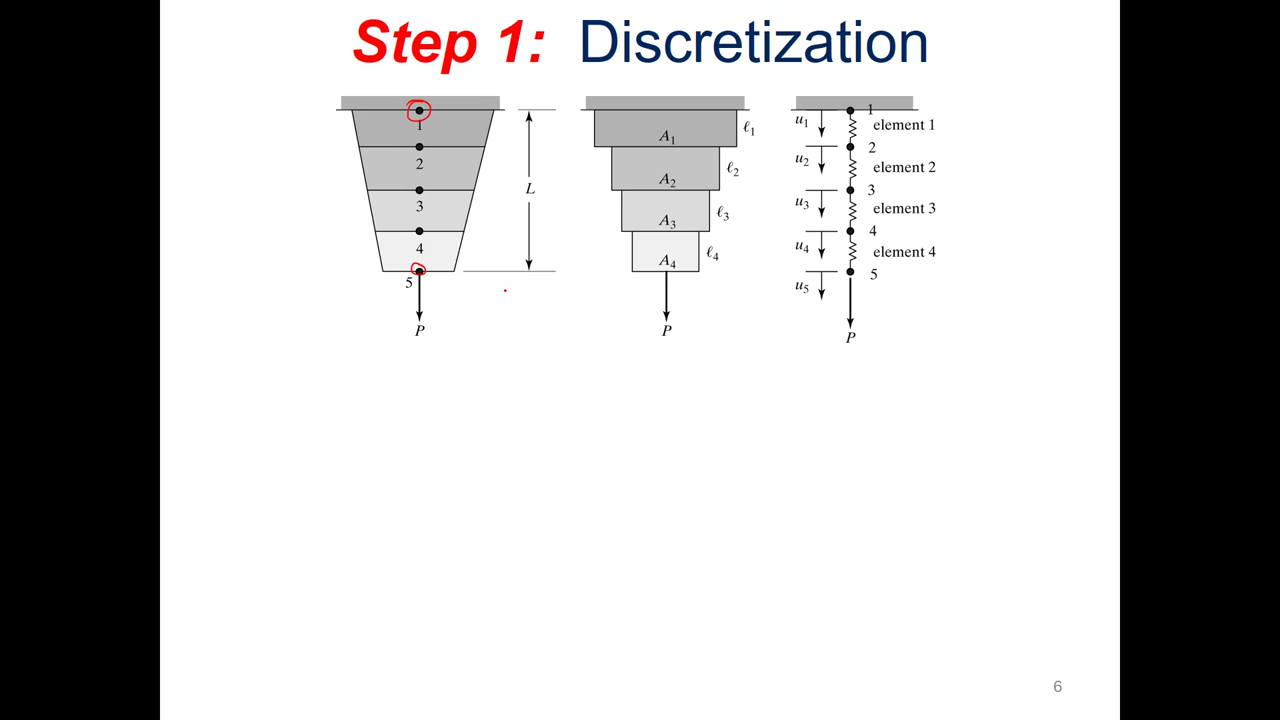 Step 1: Discretization
1
2
3
4
5
P
L
A1
A2
A3
A4
ℓ1
ℓ2
ℓ3
ℓ4
P
u1
u2
u3
u4
u5
1
element 1
2
element 2
3
element 3
4
element 4
5
P
6